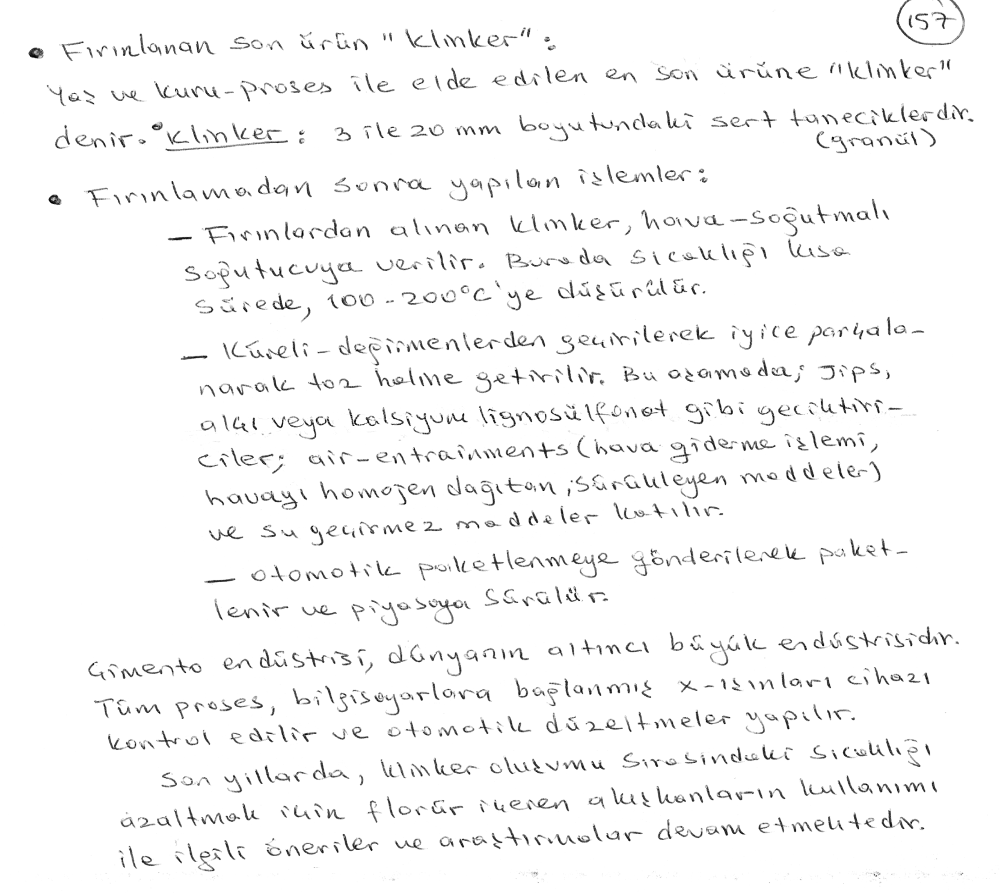 157
• Fırınlanan son ürün "klinker":
Yaş ve kuru-proses ile elde edilen en son ürüne "klinker"
denir. • Klinker: 3 ile 20 mm boyutundaki sert taneciklerdir.
(granül)
• Fırınlamadan sonra yapılan işlemler:
— Fırınlardan alınan klinker, hava-soğutmalı
soğutucuya verilir. Burada sıcaklığı kısa
sürede, 100-200°C'ye düşürülür.
— Küreli-değirmenlerden geçirilerek iyice parçala-
narak toz haline getirilir. Bu aşamada; Jips,
alçı veya kalsiyum lignosülfonat gibi geciktiri-
ciler; air-entrainments (hava giderme işlemi,
havayı homojen dağıtan, sürükleyen maddeler)
ve su geçirmez maddeler katılır.
— Otomatik paketlenmeye gönderilerek paket-
lenir ve piyasaya sürülür.
Çimento endüstrisi, dünyanın altıncı büyük endüstrisidir.
Tüm proses, bilgisayarlara bağlanmış x-ışınları cihazı
kontrol edilir ve otomatik düzeltmeler yapılır.
Son yıllarda, klinker oluşumu sırasındaki sıcaklığı
azaltmak için florür içeren akışkanların kullanımı
ile ilgili öneriler ve araştırmalar devam etmektedir.